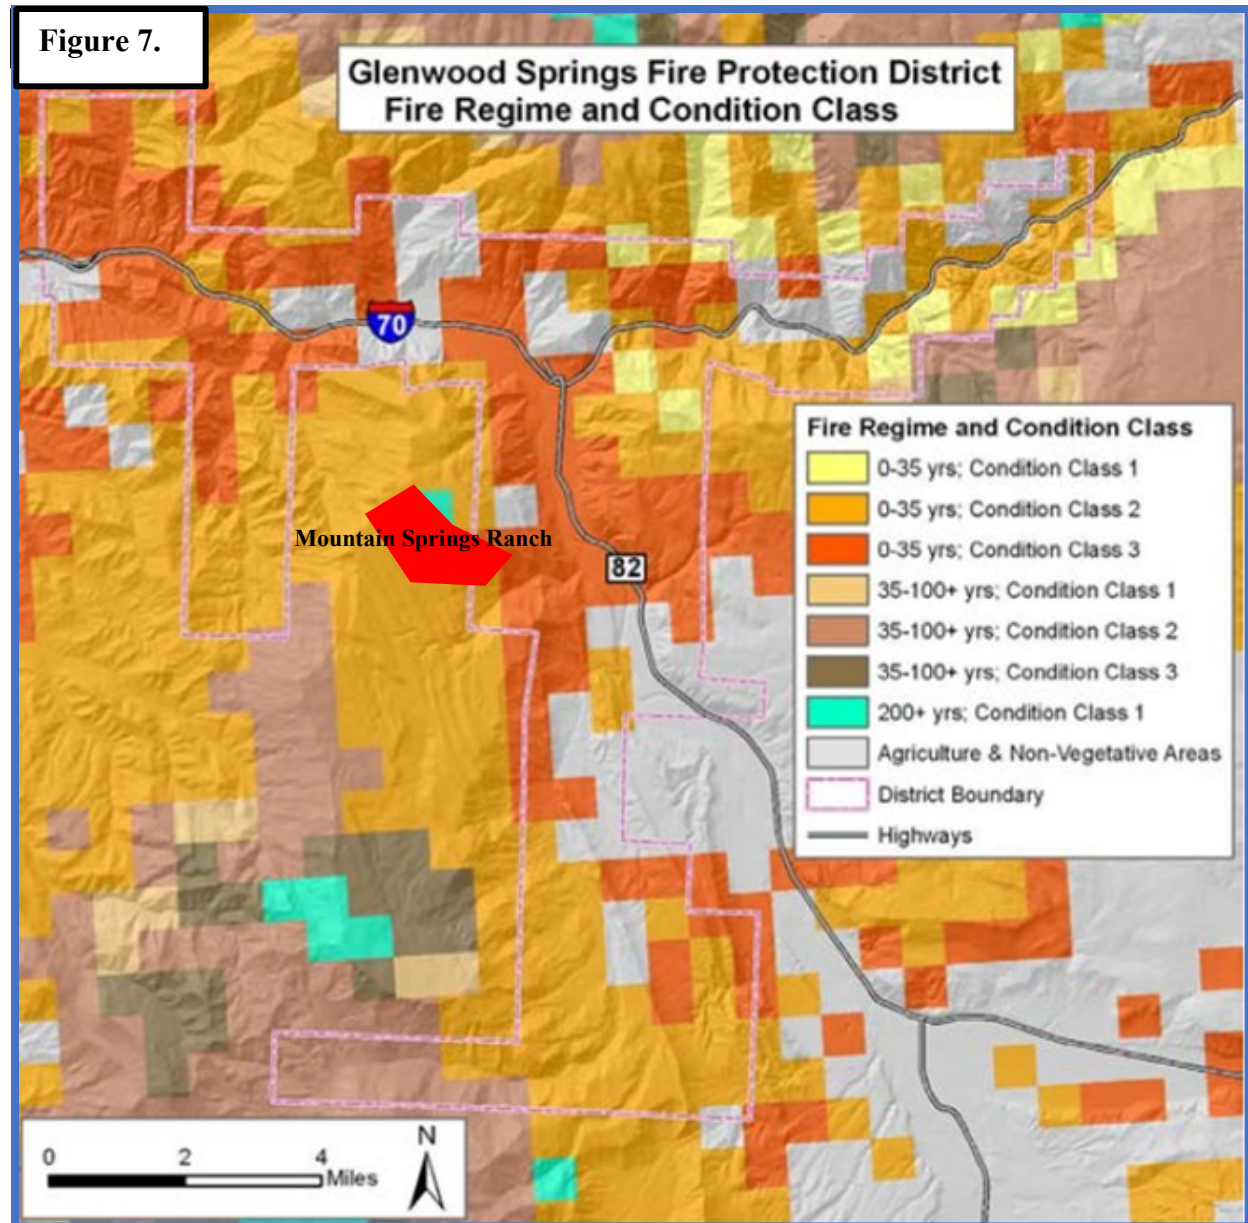 Figure 7.
Glenwood Springs Fire Protection District
Fire Regime and Condition Class
70
Mountain Springs Ranch
82
Fire Regime and Condition Class
0-35 yrs; Condition Class 1
0-35 yrs; Condition Class 2
0-35 yrs; Condition Class 3
35-100+ yrs; Condition Class 1
35-100+ yrs; Condition Class 2
35-100+ yrs; Condition Class 3
200+ yrs; Condition Class 1
Agriculture & Non-Vegetative Areas
District Boundary
Highways
0 2 4
Miles
N